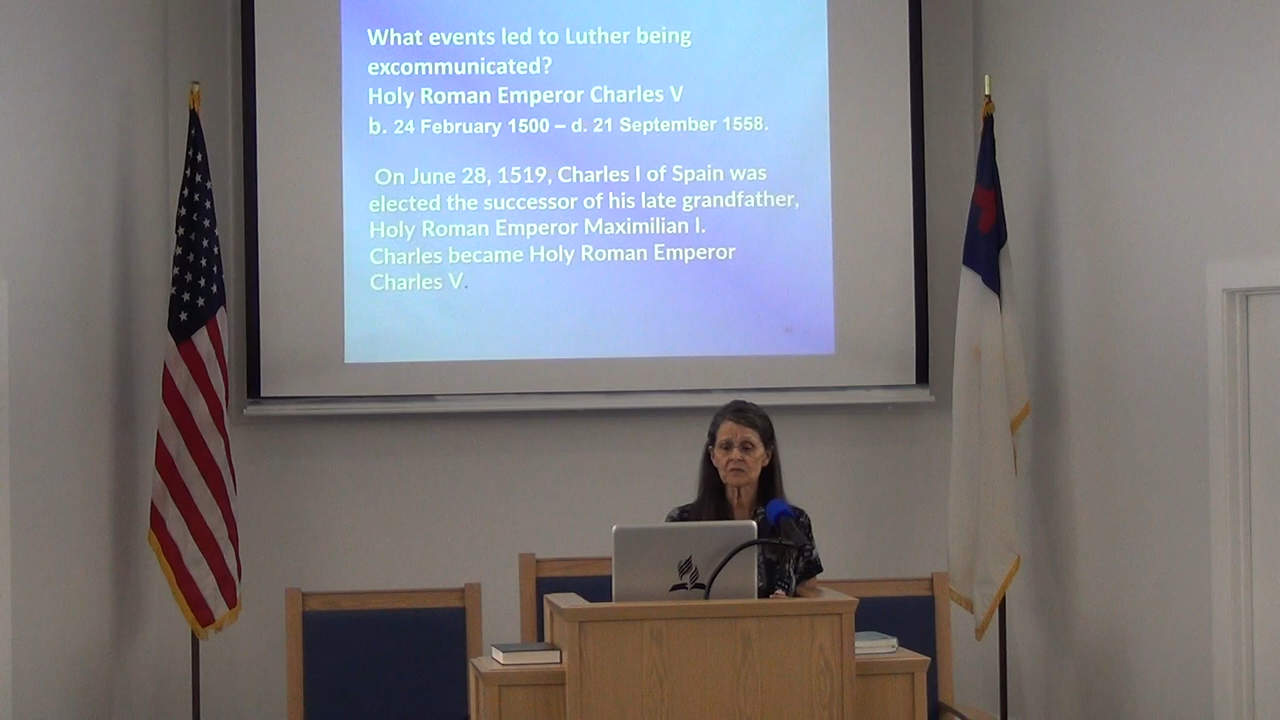 What events led to Luther being
excommunicated?
Holy Roman Emperor Charles V
b. 24 February 1500 – d. 21 September 1558.
On June 28, 1519, Charles I of Spain was
elected the successor of his late grandfather,
Holy Roman Emperor Maximilian I.
Charles became Holy Roman Emperor
Charles V.